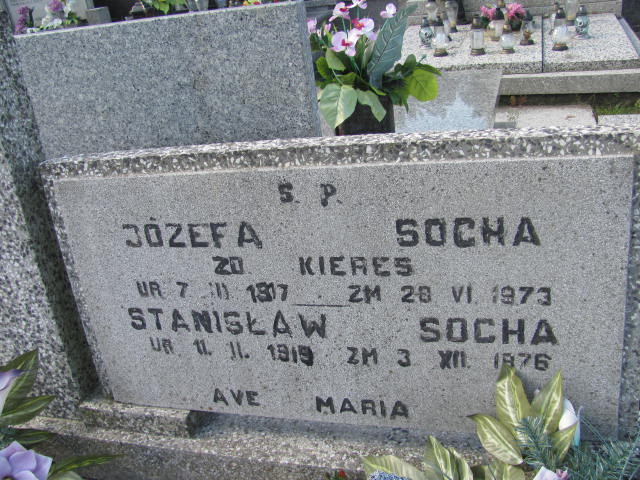 Ś. P.
JÓZEFA SOCHA
ZD KIERES
UR 7 III 1917 ZM 28 VI 1973
STANISŁAW SOCHA
UR 11. II. 1919 ZM 3 XII. 1976
AVE MARIA